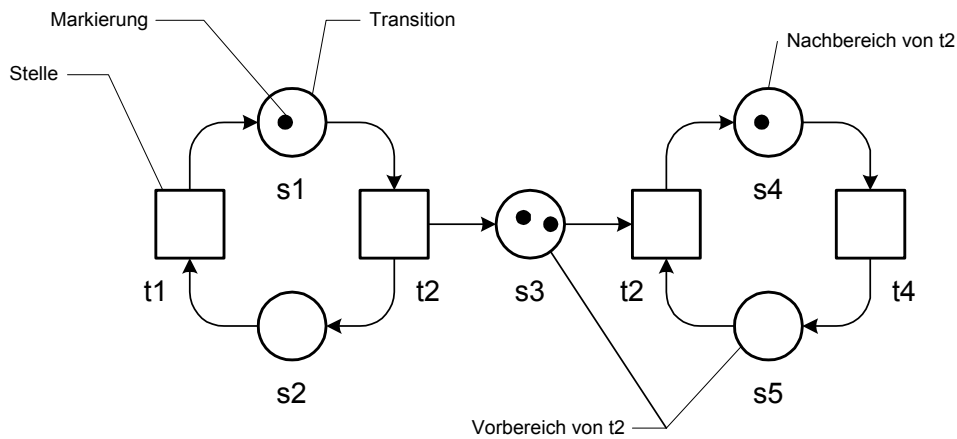 Markierung
Transition
Nachbereich von t2
Stelle
s1
s4
t1
t2
s3
t2
t4
s2
s5
Vorbereich von t2